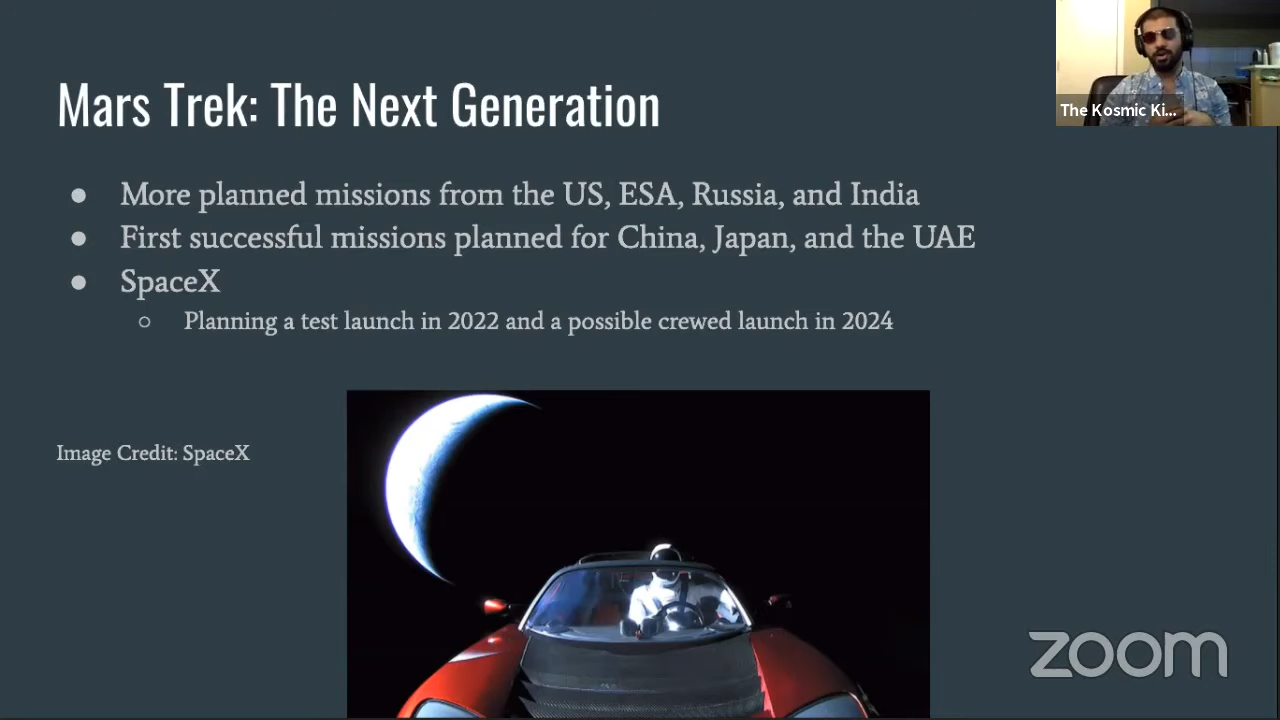 Mars Trek: The Next Generation
The Kosmic Ki...
● More planned missions from the US, ESA, Russia, and India
● First successful missions planned for China, Japan, and the UAE
● SpaceX
○ Planning a test launch in 2022 and a possible crewed launch in 2024
Image Credit: SpaceX
zoom